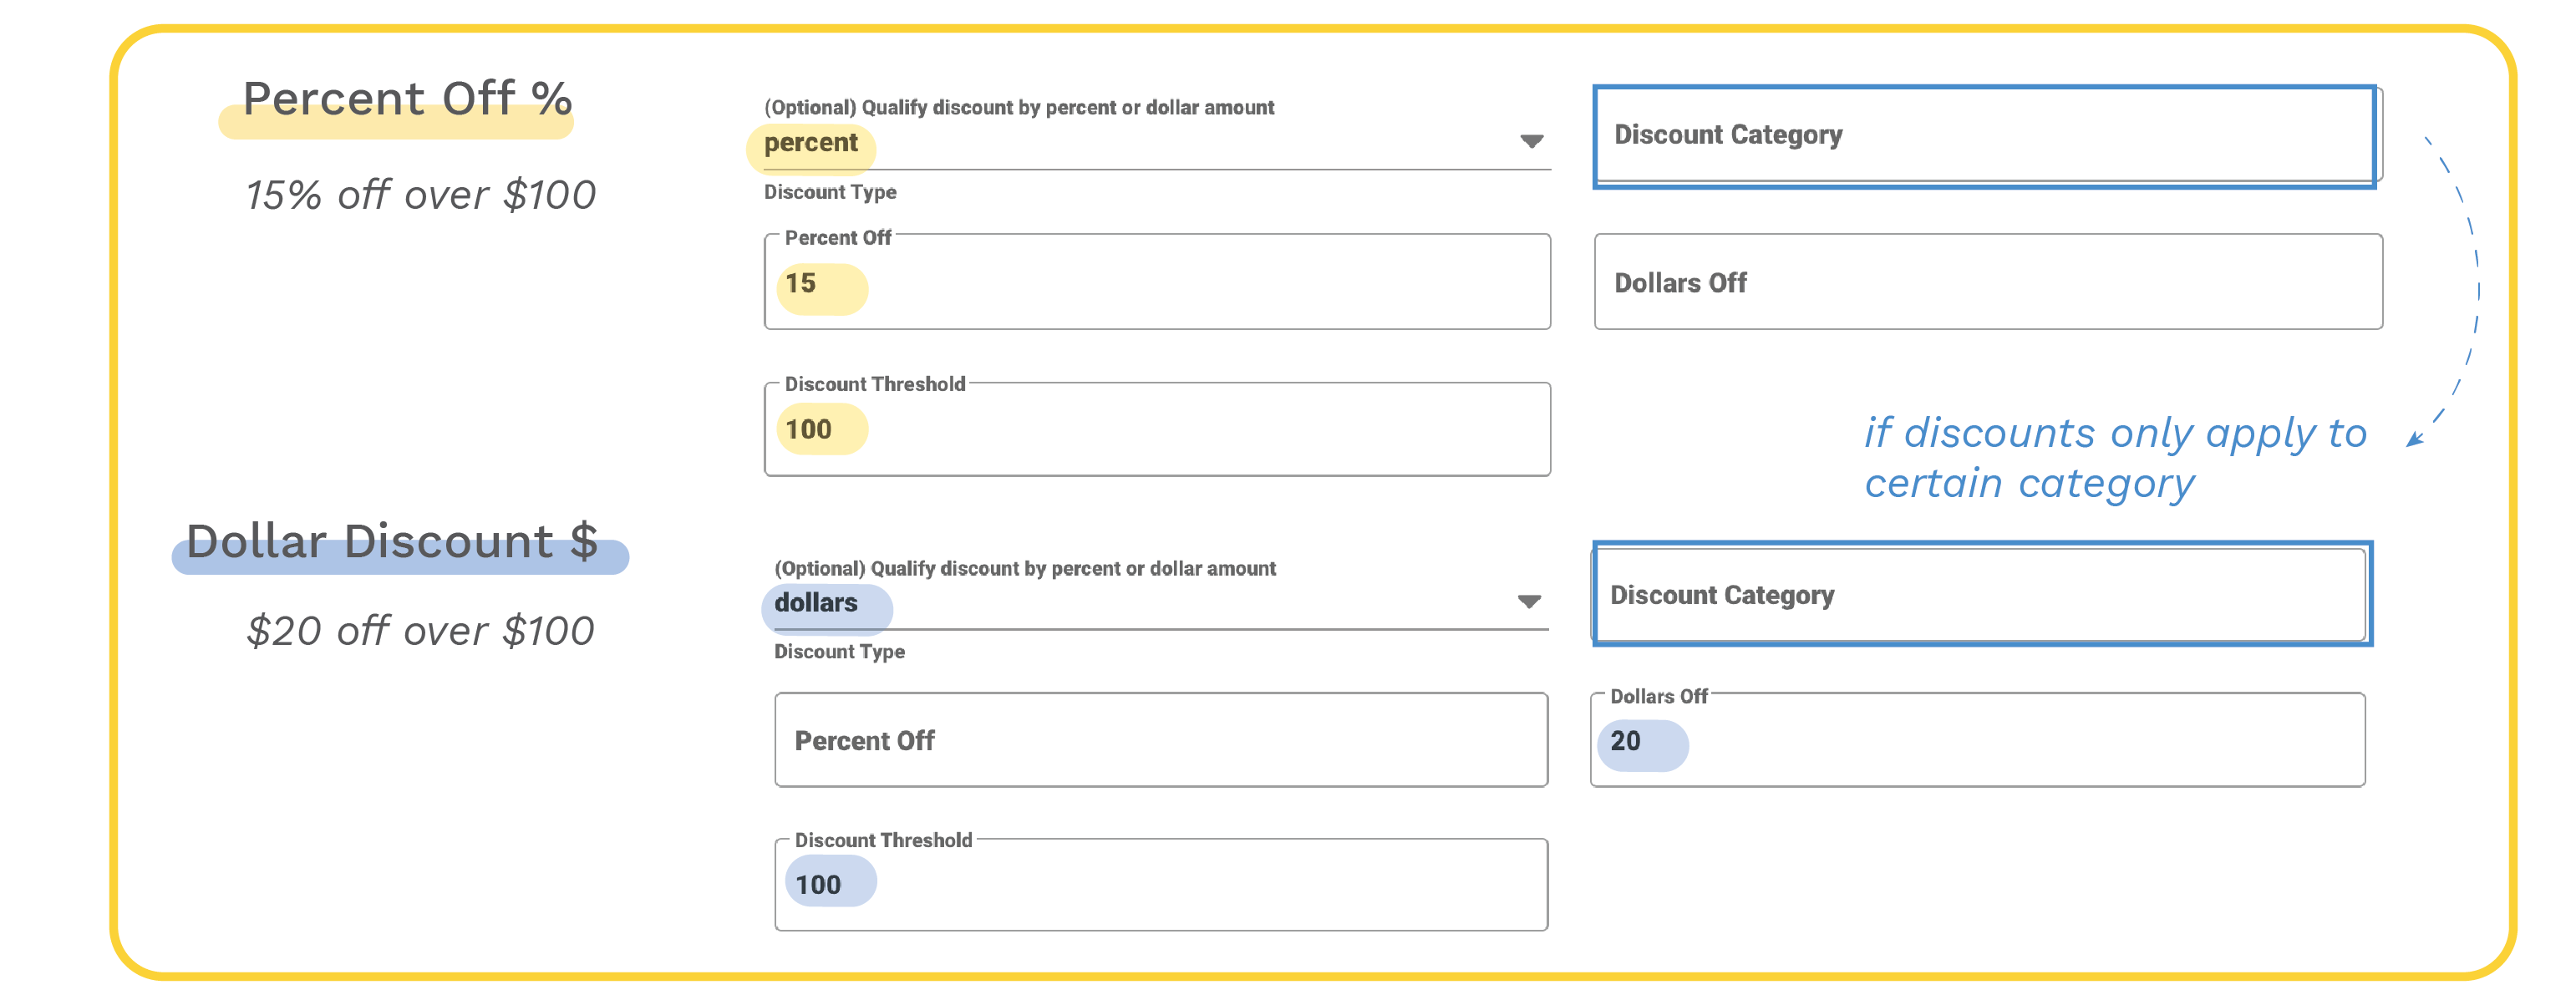 Percent Off %
15% off over $100
(Optional) Qualify discount by percent or dollar amount
percent
Discount Type
Discount Category
Percent Off
15
Dollars Off
Discount Threshold
100
if discounts only apply to
certain category
Dollar Discount $
$20 off over $100
(Optional) Qualify discount by percent or dollar amount
dollars
Discount Type
Discount Category
Percent Off
Dollars Off
20
Discount Threshold
100